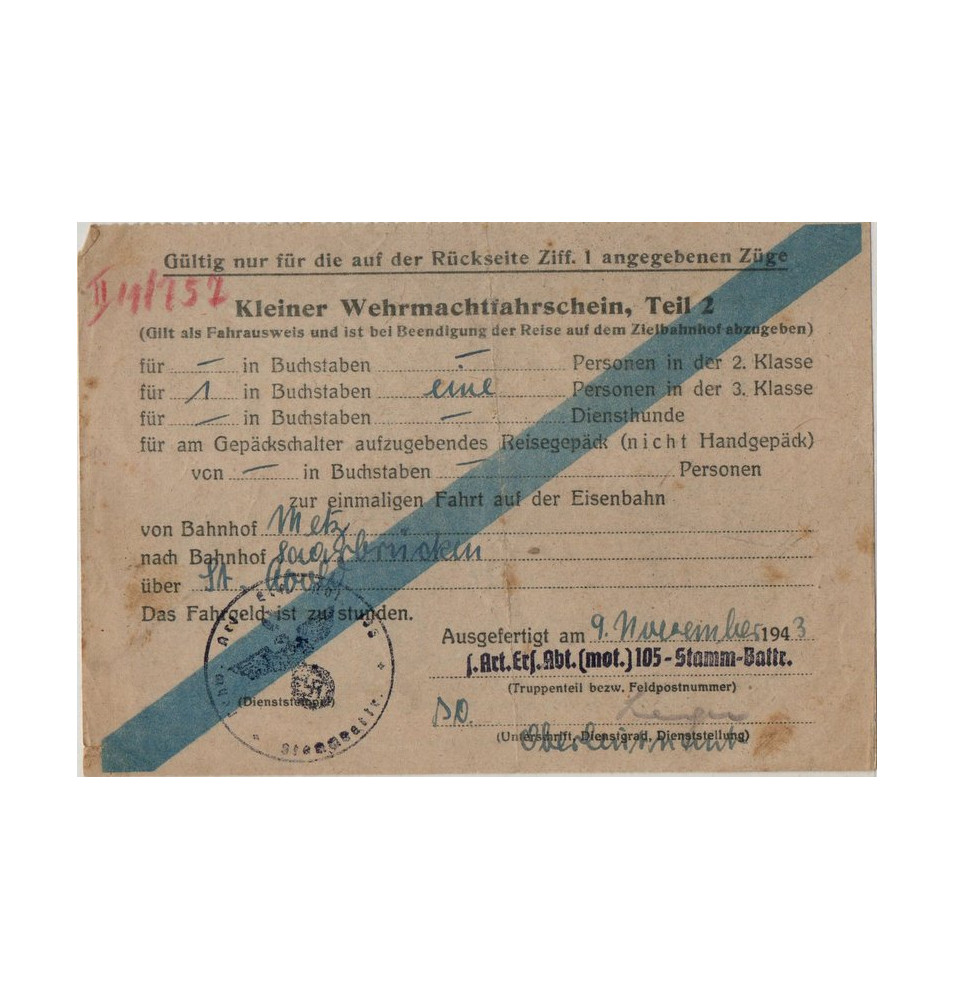 Gültig nur für die auf der Rückseite Ziff. 1 angegebenen Züge
II 4/752
Kleiner Wehrmachtfahrschein, Teil 2
(Gilt als Fahrausweis und ist bei Beendigung der Reise auf dem Zielbahnhof abzugeben)
für — in Buchstaben — Personen in der 2. Klasse
für 1 in Buchstaben eine Personen in der 3. Klasse
für — in Buchstaben — Diensthunde
für am Gepäckschalter aufzugebendes Reisegepäck (nicht Handgepäck)
von — in Buchstaben — Personen
zur einmaligen Fahrt auf der Eisenbahn
von Bahnhof Metz
nach Bahnhof Saarbrücken
über St. Avold
Das Fahrgeld ist zu stunden.
Ausgefertigt am 9. November 1943
s. Art. Ers. Abt. (mot.) 105 - Stamm-Battr.
(Truppenteil bezw. Feldpostnummer)
(Dienststempel)
Stammbattr.
Oberleutnant
(Unterschrift, Dienstgrad, Dienststellung)